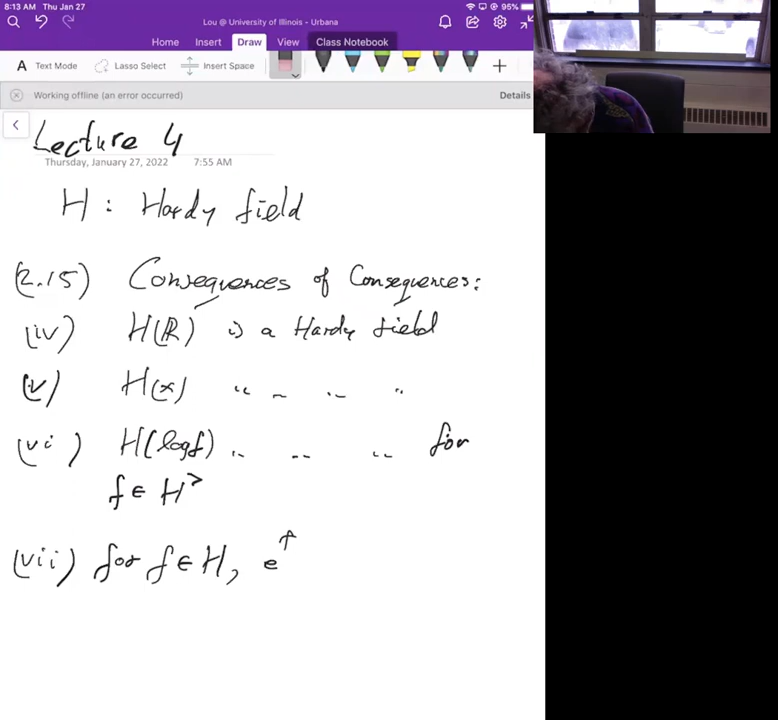 8:13 AM Thu Jan 27
95%
Lou @ University of Illinois - Urbana
Home Insert Draw View Class Notebook
A Text Mode Lasso Select Insert Space
Working offline (an error occurred) Details
Lecture 4
Thursday, January 27, 2022 7:55 AM
H : Hardy field
(2.15) Consequences of Consequences:
(iv) H(ℝ) is a Hardy field
(v) H(x) " " " "
(vi) H(log f) " " " for
f ∈ H^>
(vii) for f ∈ H, e^f